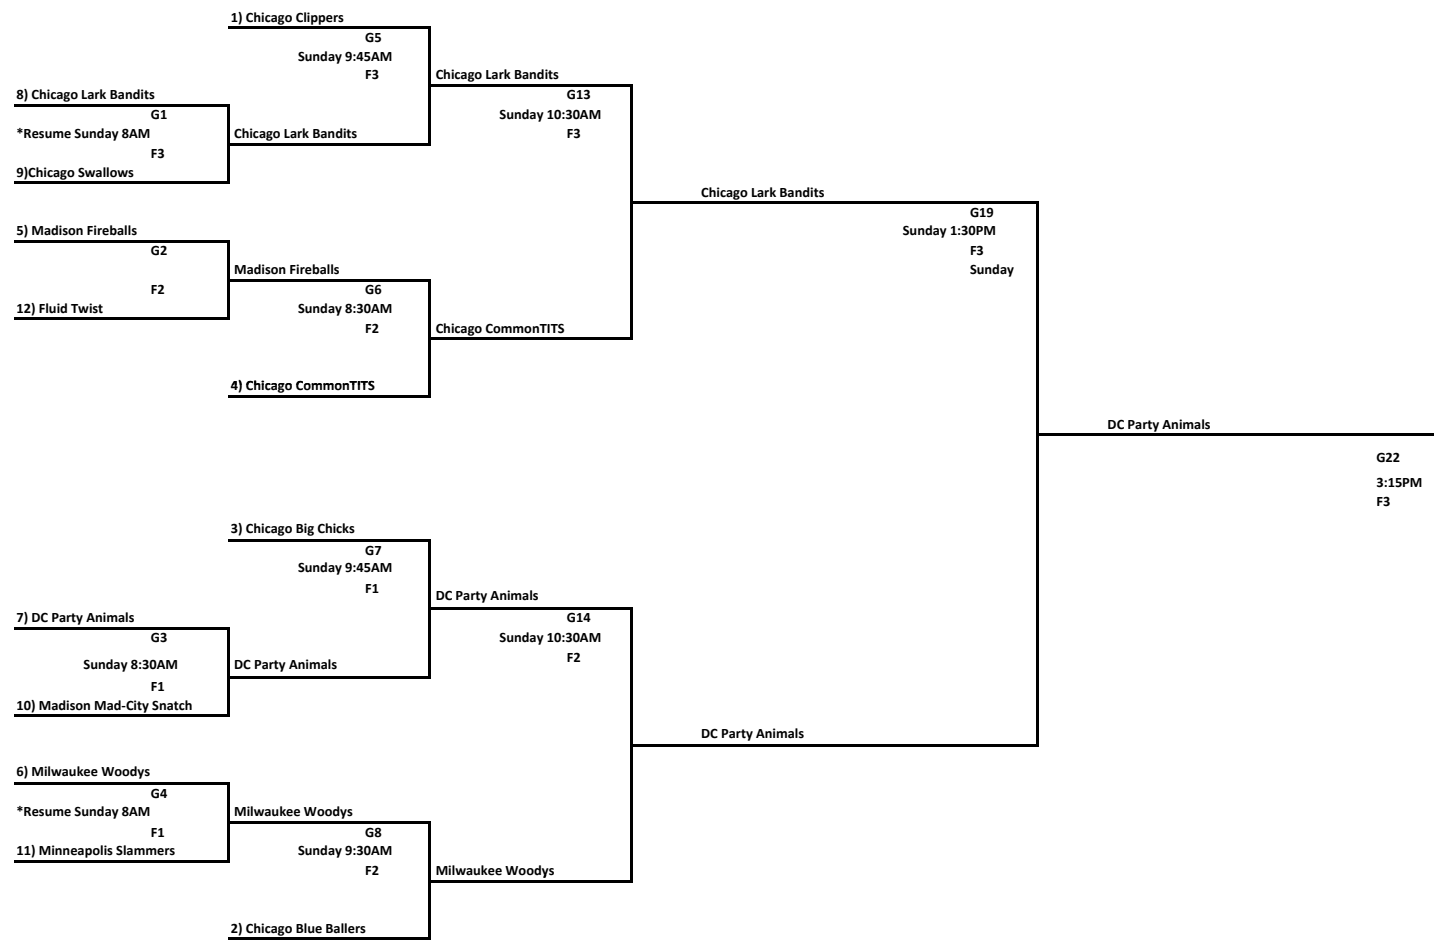 1) Chicago Clippers
G5
Sunday 9:45AM
F3
Chicago Lark Bandits
8) Chicago Lark Bandits
G13
G1
Sunday 10:30AM
*Resume Sunday 8AM
Chicago Lark Bandits
F3
F3
9)Chicago Swallows
Chicago Lark Bandits
G19
5) Madison Fireballs
Sunday 1:30PM
G2
F3
Madison Fireballs
Sunday
F2
G6
12) Fluid Twist
Sunday 8:30AM
F2
Chicago CommonTITS
4) Chicago CommonTITS
DC Party Animals
G22
3:15PM
F3
3) Chicago Big Chicks
G7
Sunday 9:45AM
F1
DC Party Animals
7) DC Party Animals
G14
G3
Sunday 10:30AM
Sunday 8:30AM
DC Party Animals
F2
F1
10) Madison Mad-City Snatch
DC Party Animals
6) Milwaukee Woodys
G4
*Resume Sunday 8AM
Milwaukee Woodys
F1
G8
11) Minneapolis Slammers
Sunday 9:30AM
F2
Milwaukee Woodys
2) Chicago Blue Ballers